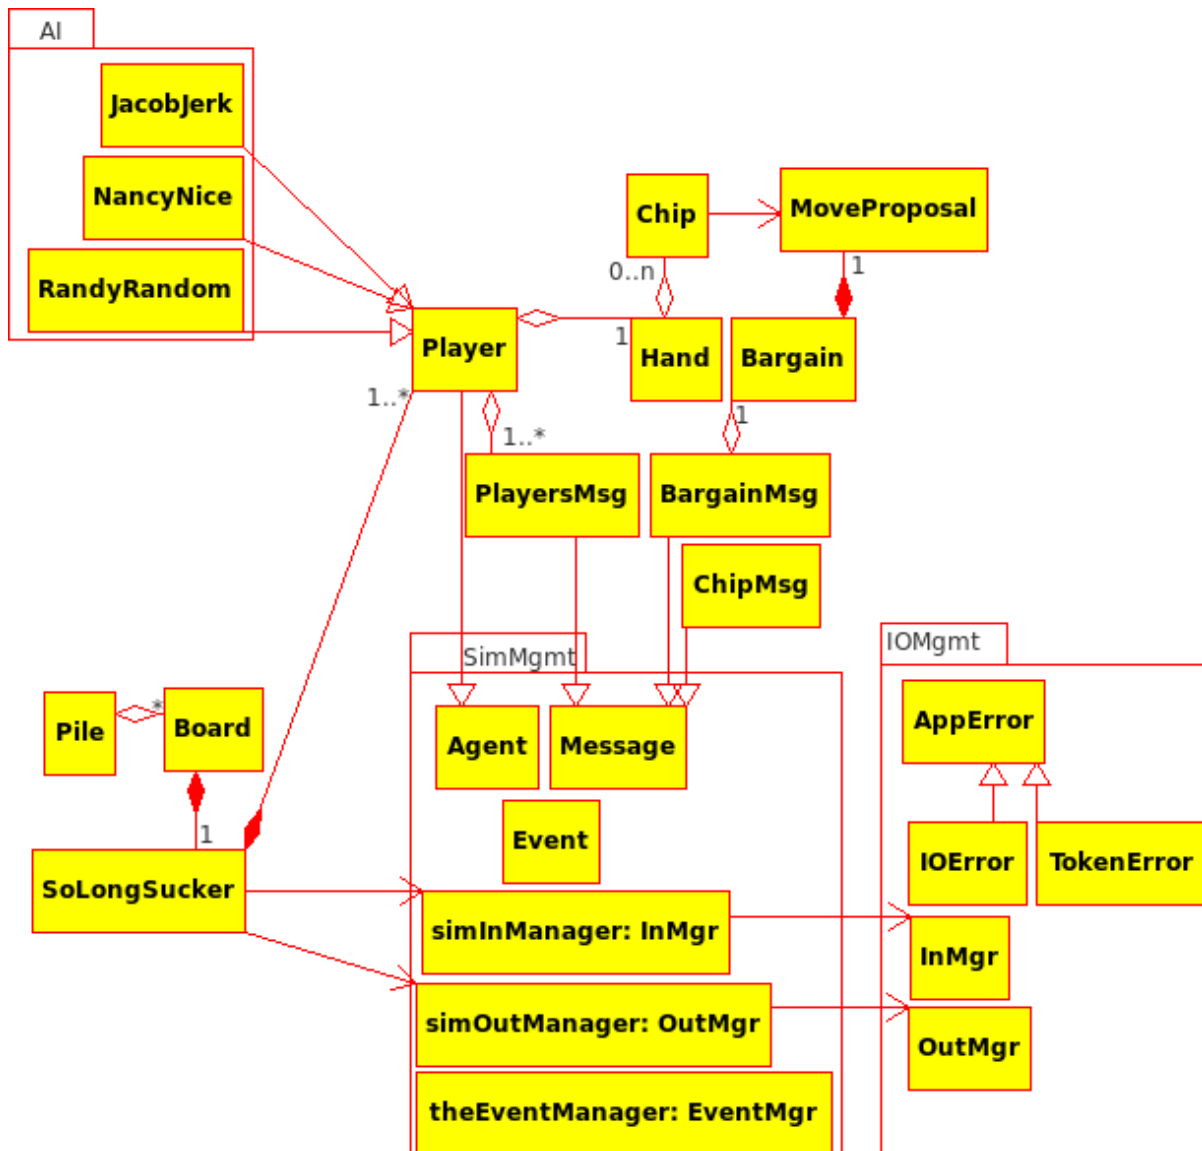 AI
JacobJerk
NancyNice
RandyRandom
Chip
MoveProposal
0..n
1
Player
1
Hand
Bargain
1..*
1..*
1
PlayersMsg
BargainMsg
ChipMsg
SimMgmt
IOMgmt
Pile
*
Board
Agent
Message
AppError
1
Event
IOError
TokenError
SoLongSucker
simInManager: InMgr
InMgr
simOutManager: OutMgr
OutMgr
theEventManager: EventMgr